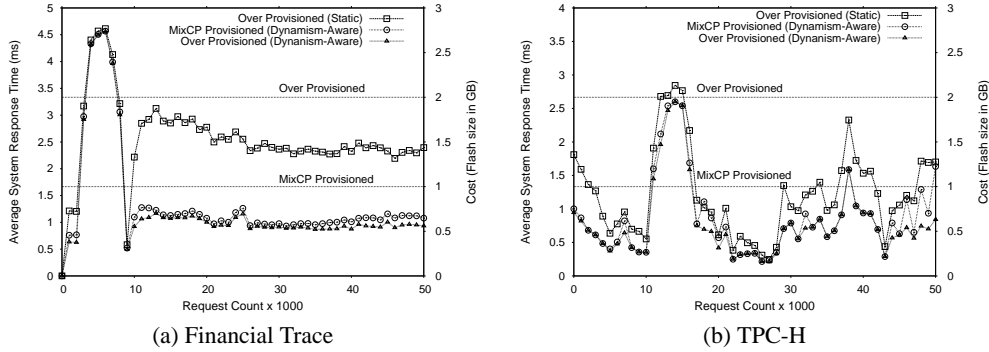 Over Provisioned (Static)
MixCP Provisioned (Dynamism-Aware)
Over Provisioned (Dynanism-Aware)
Over Provisioned
MixCP Provisioned
5
4.5
4
3.5
3
2.5
2
1.5
1
0.5
0
3
2.5
2
1.5
1
0.5
0
0 10 20 30 40 50
Average System Response Time (ms)
Cost (Flash size in GB)
Request Count x 1000
(a) Financial Trace
Over Provisioned (Static)
MixCP Provisioned (Dynamism-Aware)
Over Provisioned (Dynamism-Aware)
Over Provisioned
MixCP Provisioned
4
3.5
3
2.5
2
1.5
1
0.5
0
3
2.5
2
1.5
1
0.5
0
0 10 20 30 40 50
Average System Response Time (ms)
Cost (Flash size in GB)
Request Count x 1000
(b) TPC-H